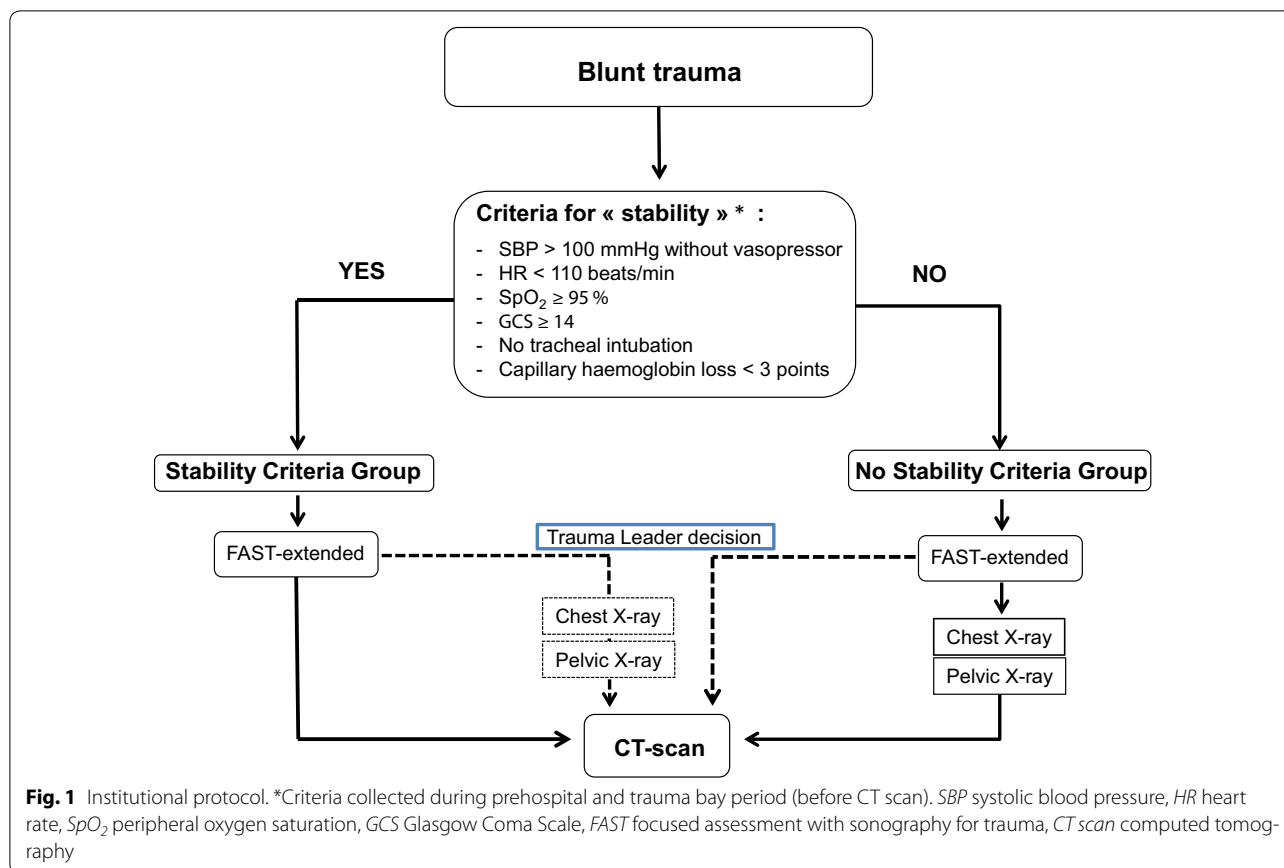 Blunt trauma
Criteria for « stability » * :
- SBP > 100 mmHg without vasopressor
- HR < 110 beats/min
- SpO₂ ≥ 95 %
- GCS ≥ 14
- No tracheal intubation
- Capillary haemoglobin loss < 3 points
YES
NO
Stability Criteria Group
No Stability Criteria Group
FAST-extended
Trauma Leader decision
FAST-extended
Chest X-ray
Pelvic X-ray
Chest X-ray
Pelvic X-ray
CT-scan
Fig. 1 Institutional protocol. *Criteria collected during prehospital and trauma bay period (before CT scan). SBP systolic blood pressure, HR heart
rate, SpO₂ peripheral oxygen saturation, GCS Glasgow Coma Scale, FAST focused assessment with sonography for trauma, CT scan computed tomog-
raphy